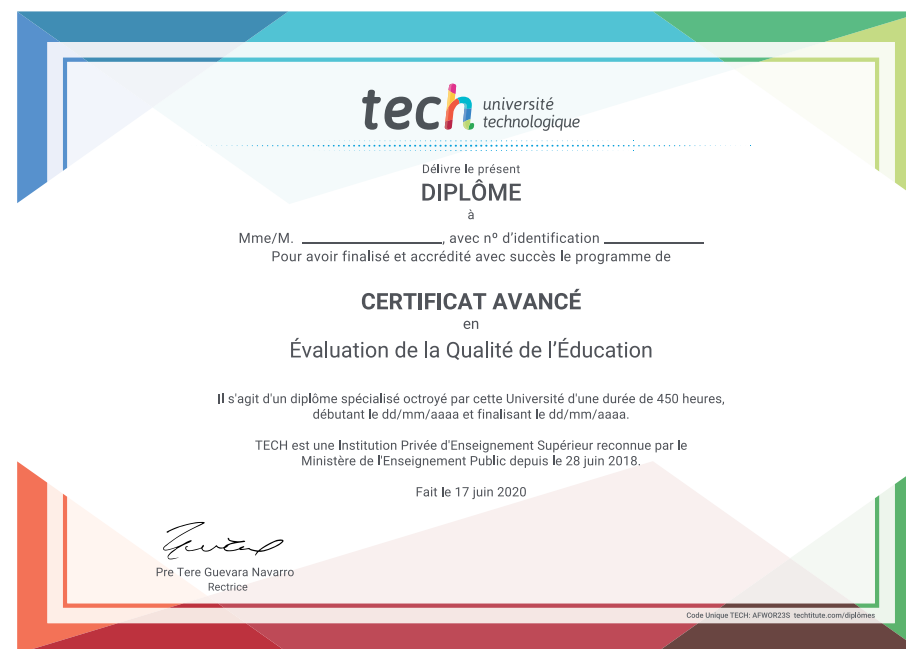 tech université
technologique
Délivre le présent
DIPLÔME
à
Mme/M. ____________________, avec nº d'identification ______________
Pour avoir finalisé et accrédité avec succès le programme de
CERTIFICAT AVANCÉ
en
Évaluation de la Qualité de l'Éducation
Il s'agit d'un diplôme spécialisé octroyé par cette Université d'une durée de 450 heures,
débutant le dd/mm/aaaa et finalisant le dd/mm/aaaa.
TECH est une Institution Privée d'Enseignement Supérieur reconnue par le
Ministère de l'Enseignement Public depuis le 28 juin 2018.
Fait le 17 juin 2020
Pre Tere Guevara Navarro
Rectrice
Code Unique TECH: AFWOR23S techtitute.com/diplômes